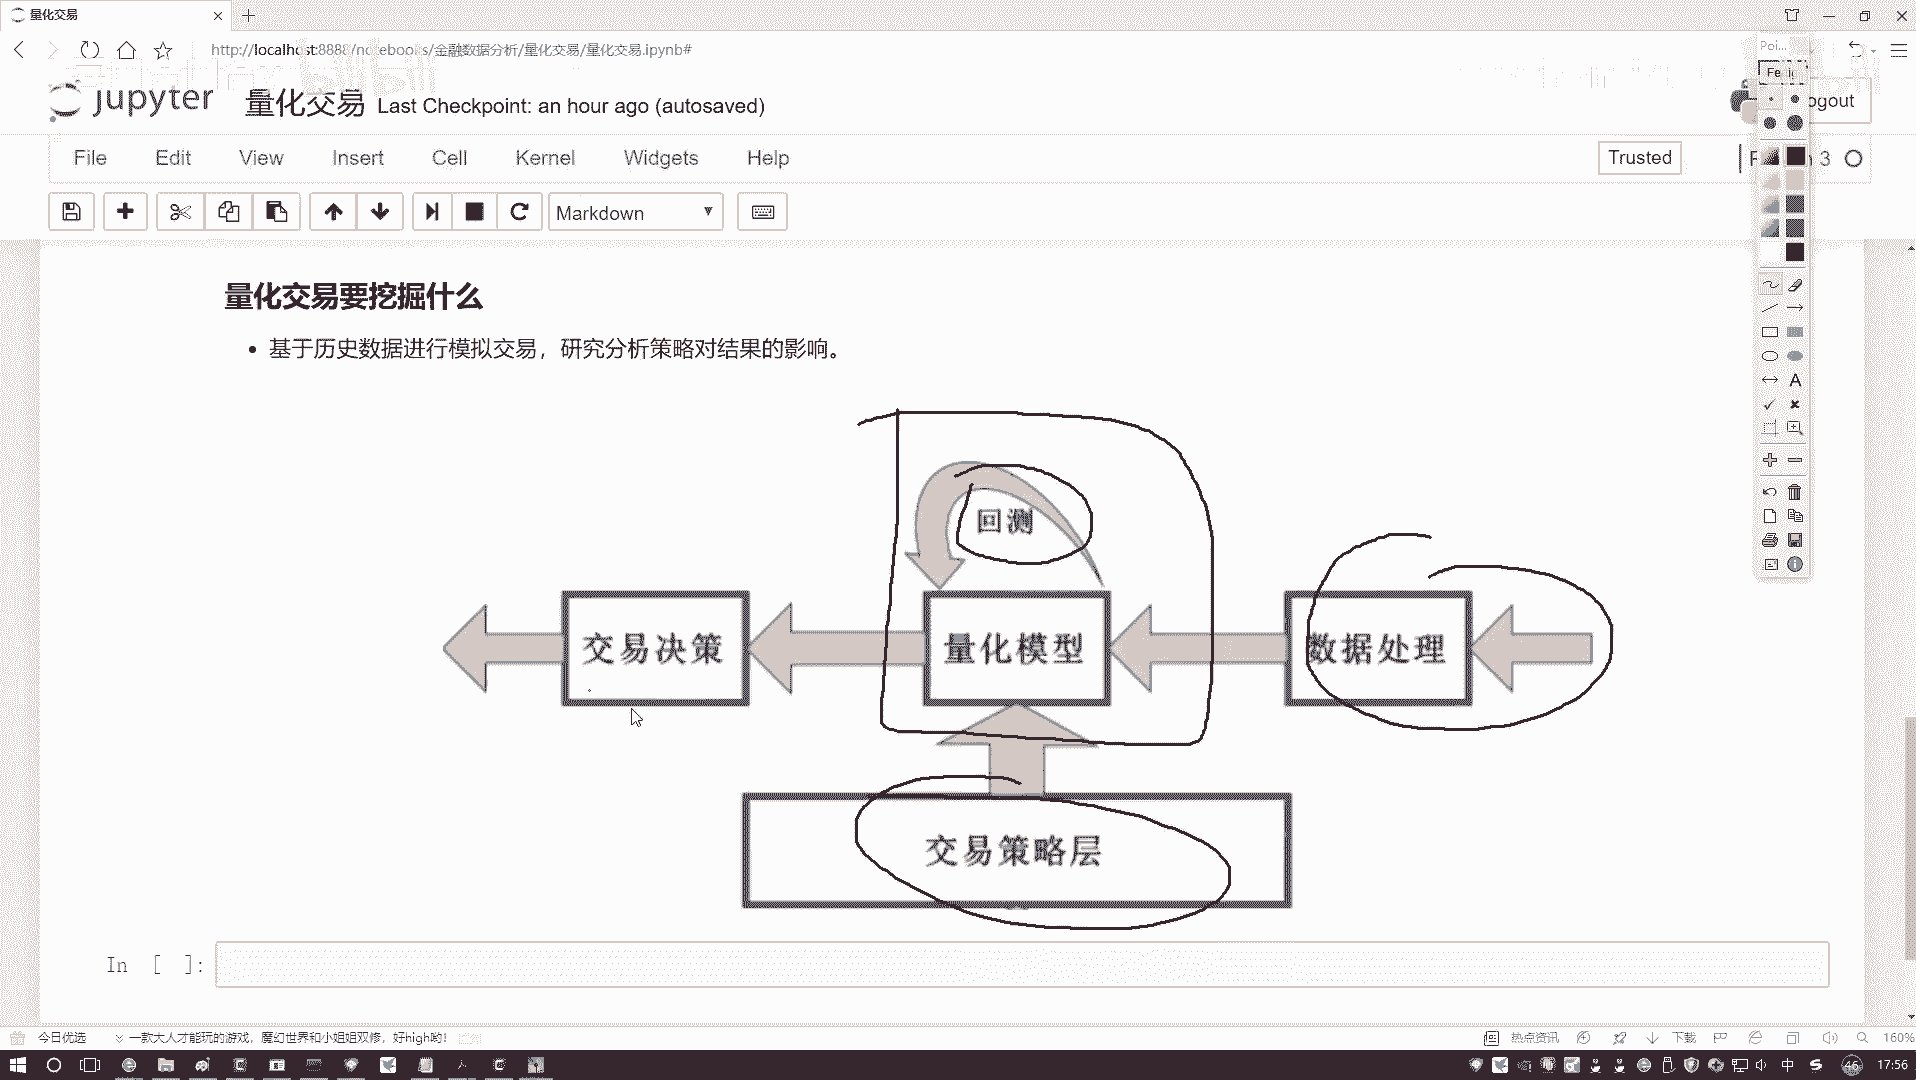 量化交易
http://localhost:8888/notebooks/金融数据分析/量化交易/量化交易.ipynb#
Poi...
jupyter 量化交易 Last Checkpoint: an hour ago (autosaved)
ogout
File Edit View Insert Cell Kernel Widgets Help
Trusted
3
Markdown
A
量化交易要挖掘什么
基于历史数据进行模拟交易，研究分析策略对结果的影响。
回测
交易决策
量化模型
数据处理
交易策略层
In [ ]:
今日优选
一款大人才能玩的游戏，魔幻世界和小姐姐双修，好high哟！
热点资讯
下载
160%
中
46
17:56